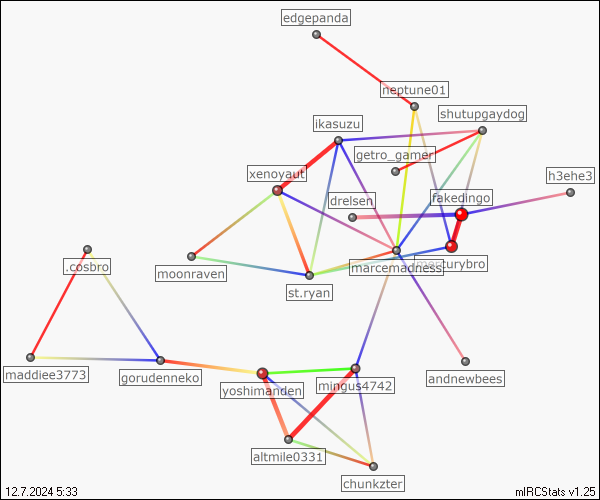 edgepanda
neptune01
shutupgaydog
ikasuzu
getro_gamer
xenoyaut
h3ehe3
fakedingo
drelsen
.cosbro
moonraven
marcemadness
mercurybro
st.ryan
maddiee3773
gorudenneko
andnewbees
mingus4742
yoshimanden
altmile0331
chunkzter
12.7.2024 5:33
mIRCStats v1.25